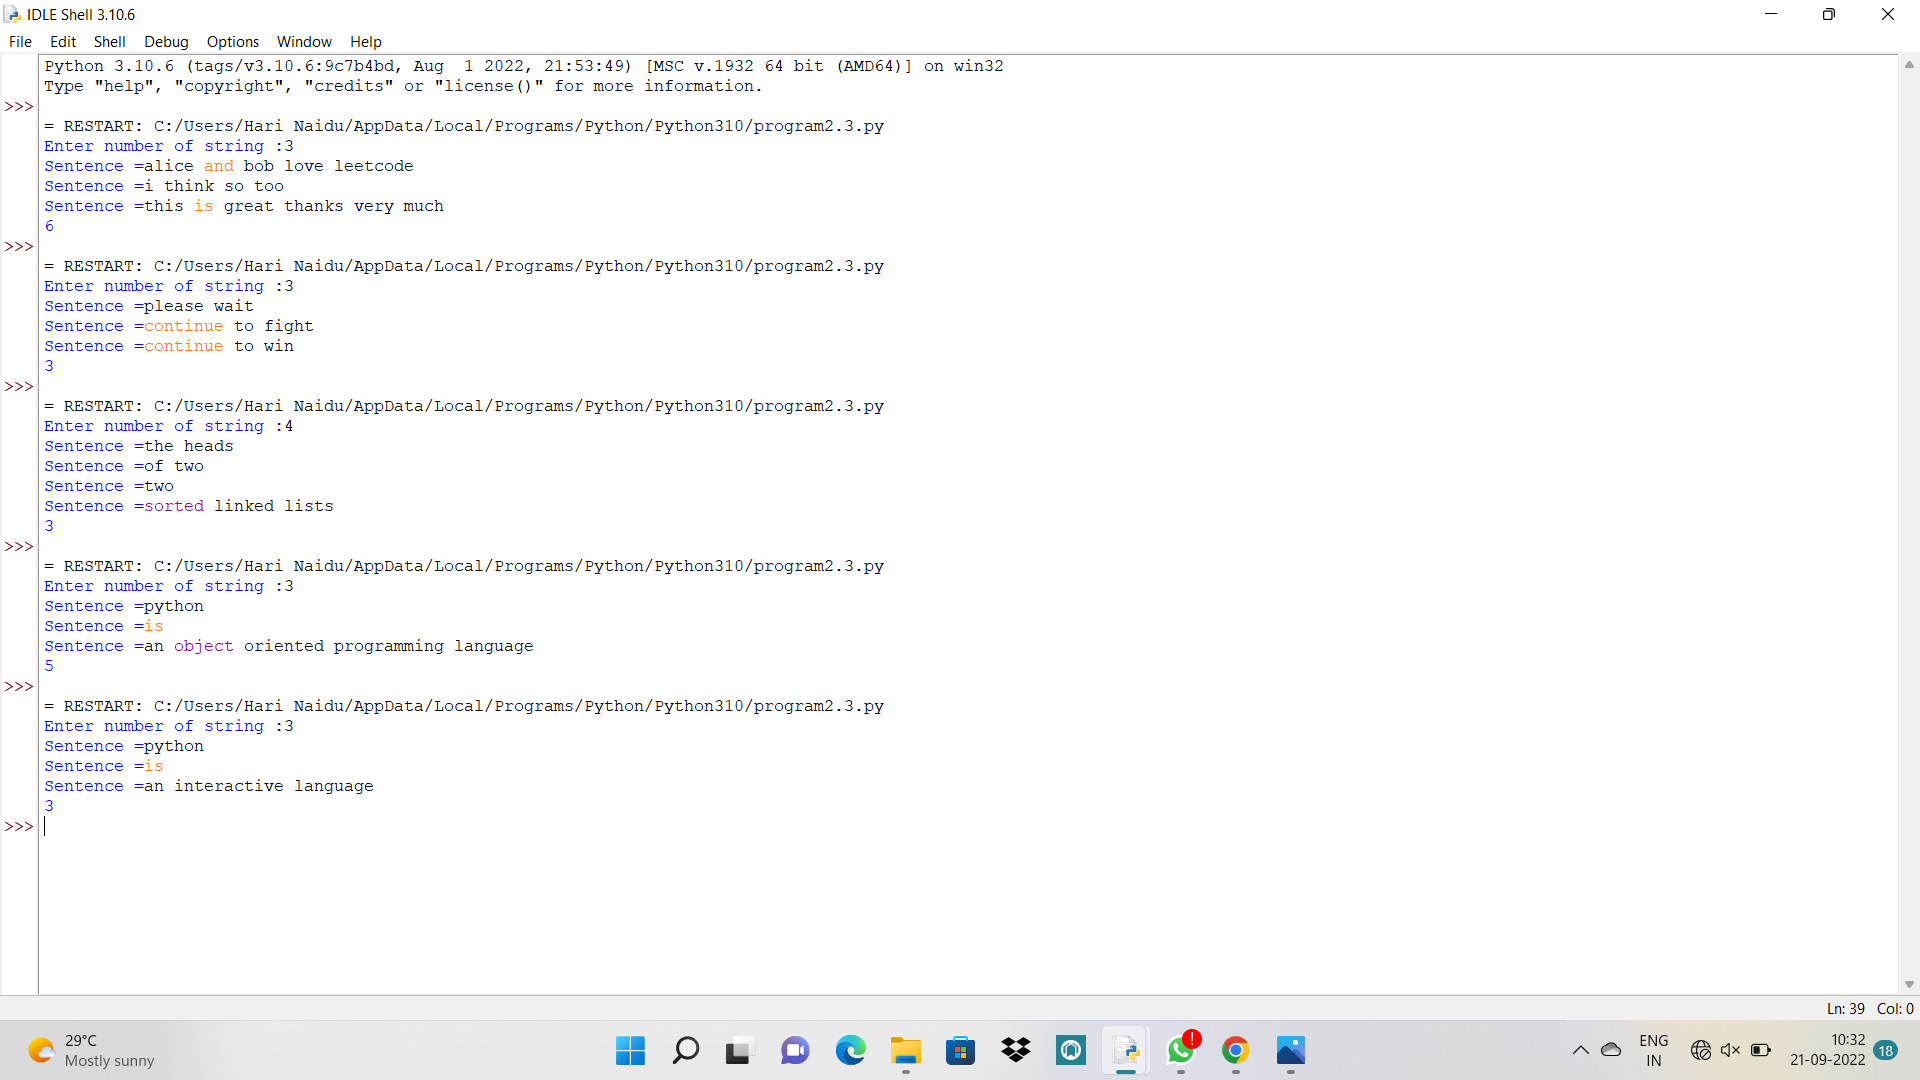 IDLE Shell 3.10.6
File Edit Shell Debug Options Window Help
Python 3.10.6 (tags/v3.10.6:9c7b4bd, Aug  1 2022, 21:53:49) [MSC v.1932 64 bit (AMD64)] on win32
Type "help", "copyright", "credits" or "license()" for more information.
>>>
= RESTART: C:/Users/Hari Naidu/AppData/Local/Programs/Python/Python310/program2.3.py
Enter number of string :3
Sentence =alice and bob love leetcode
Sentence =i think so too
Sentence =this is great thanks very much
6
>>>
= RESTART: C:/Users/Hari Naidu/AppData/Local/Programs/Python/Python310/program2.3.py
Enter number of string :3
Sentence =please wait
Sentence =continue to fight
Sentence =continue to win
3
>>>
= RESTART: C:/Users/Hari Naidu/AppData/Local/Programs/Python/Python310/program2.3.py
Enter number of string :4
Sentence =the heads
Sentence =of two
Sentence =two
Sentence =sorted linked lists
3
>>>
= RESTART: C:/Users/Hari Naidu/AppData/Local/Programs/Python/Python310/program2.3.py
Enter number of string :3
Sentence =python
Sentence =is
Sentence =an object oriented programming language
5
>>>
= RESTART: C:/Users/Hari Naidu/AppData/Local/Programs/Python/Python310/program2.3.py
Enter number of string :3
Sentence =python
Sentence =is
Sentence =an interactive language
3
>>>
Ln: 39 Col: 0
29°C
Mostly sunny
ENG
IN
10:32
21-09-2022
18